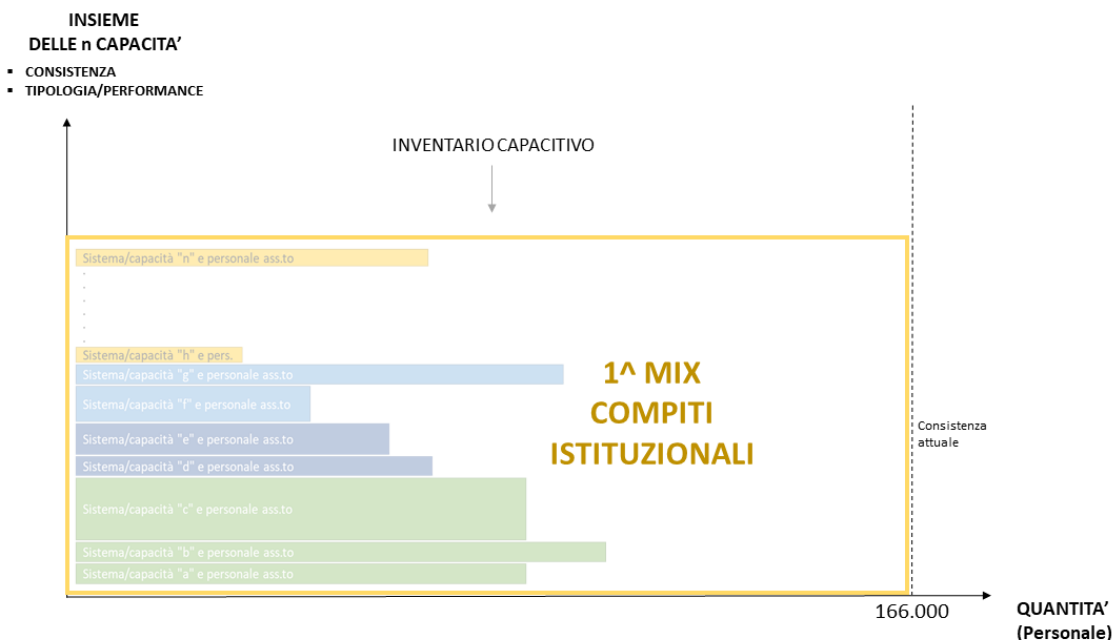 INSIEME
DELLE n CAPACITA’
▪ CONSISTENZA
▪ TIPOLOGIA/PERFORMANCE
INVENTARIO CAPACITIVO
Sistema/capacità "n" e personale ass.to
.
.
.
.
.
.
Sistema/capacità "h" e pers.
Sistema/capacità "g" e personale ass.to
Sistema/capacità "f" e personale ass.to
Sistema/capacità "e" e personale ass.to
Sistema/capacità "d" e personale ass.to
Sistema/capacità "c" e personale ass.to
Sistema/capacità "b" e personale ass.to
Sistema/capacità "a" e personale ass.to
1^ MIX
COMPITI
ISTITUZIONALI
Consistenza
attuale
166.000
QUANTITA’
(Personale)